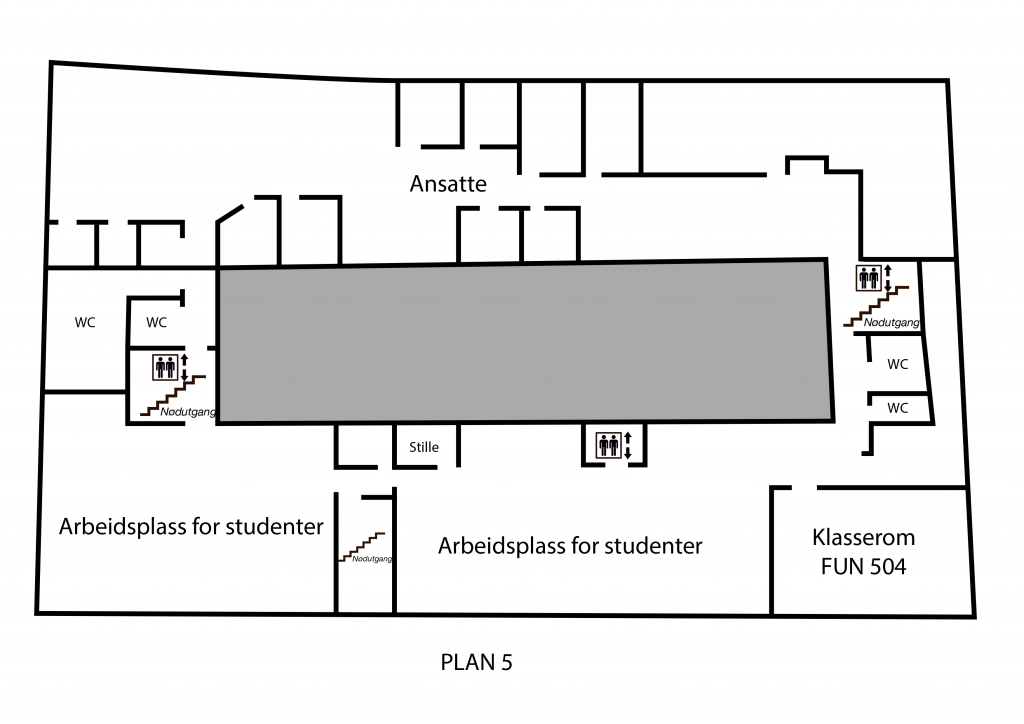 Ansatte
WC
WC
Nødutgang
Nødutgang
WC
WC
Stille
Arbeidsplass for studenter
Nødutgang
Arbeidsplass for studenter
Klasserom
FUN 504
PLAN 5